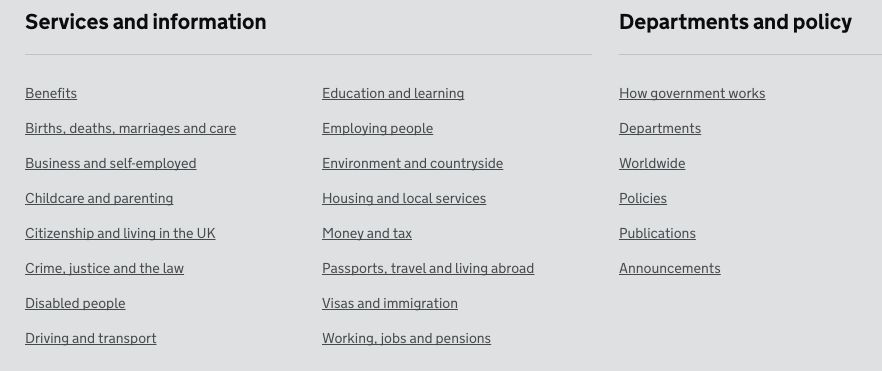 Services and information
Benefits
Births, deaths, marriages and care
Business and self-employed
Childcare and parenting
Citizenship and living in the UK
Crime, justice and the law
Disabled people
Driving and transport
Education and learning
Employing people
Environment and countryside
Housing and local services
Money and tax
Passports, travel and living abroad
Visas and immigration
Working, jobs and pensions
Departments and policy
How government works
Departments
Worldwide
Policies
Publications
Announcements